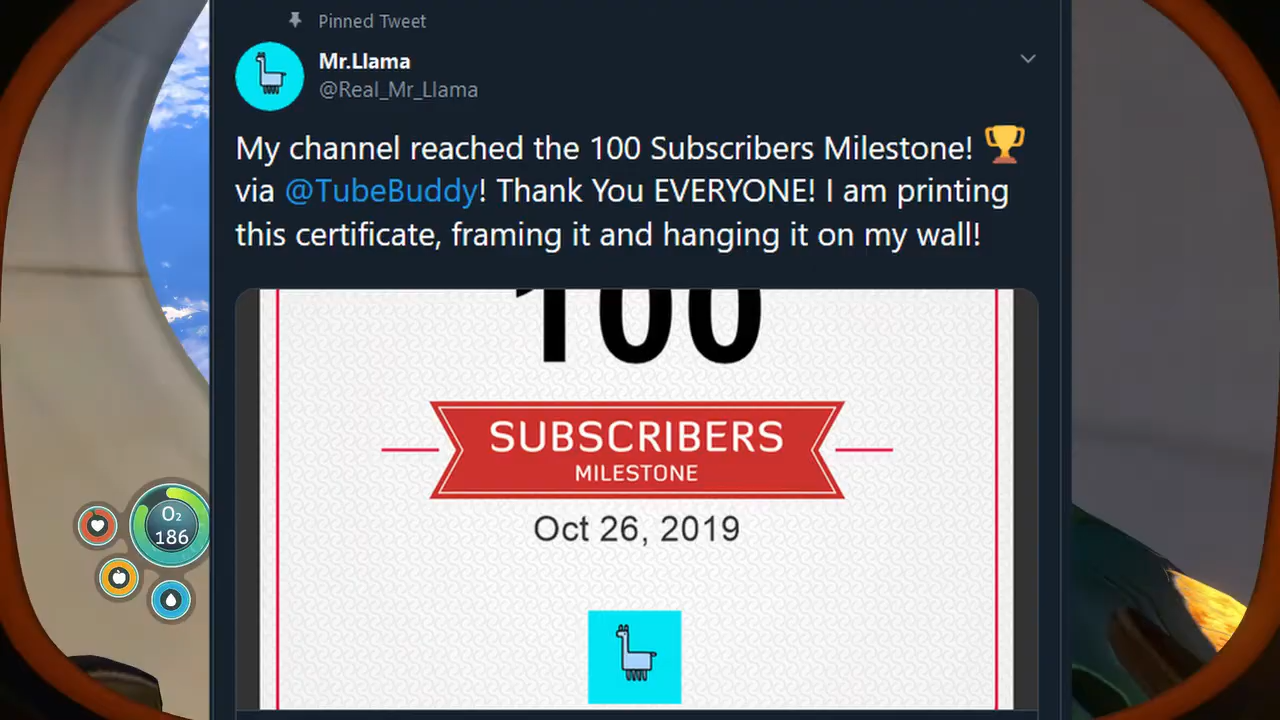 Pinned Tweet
Mr.Llama
@Real_Mr_Llama
My channel reached the 100 Subscribers Milestone! 🏆
via @TubeBuddy! Thank You EVERYONE! I am printing
this certificate, framing it and hanging it on my wall!
100
SUBSCRIBERS
MILESTONE
Oct 26, 2019
O₂
186